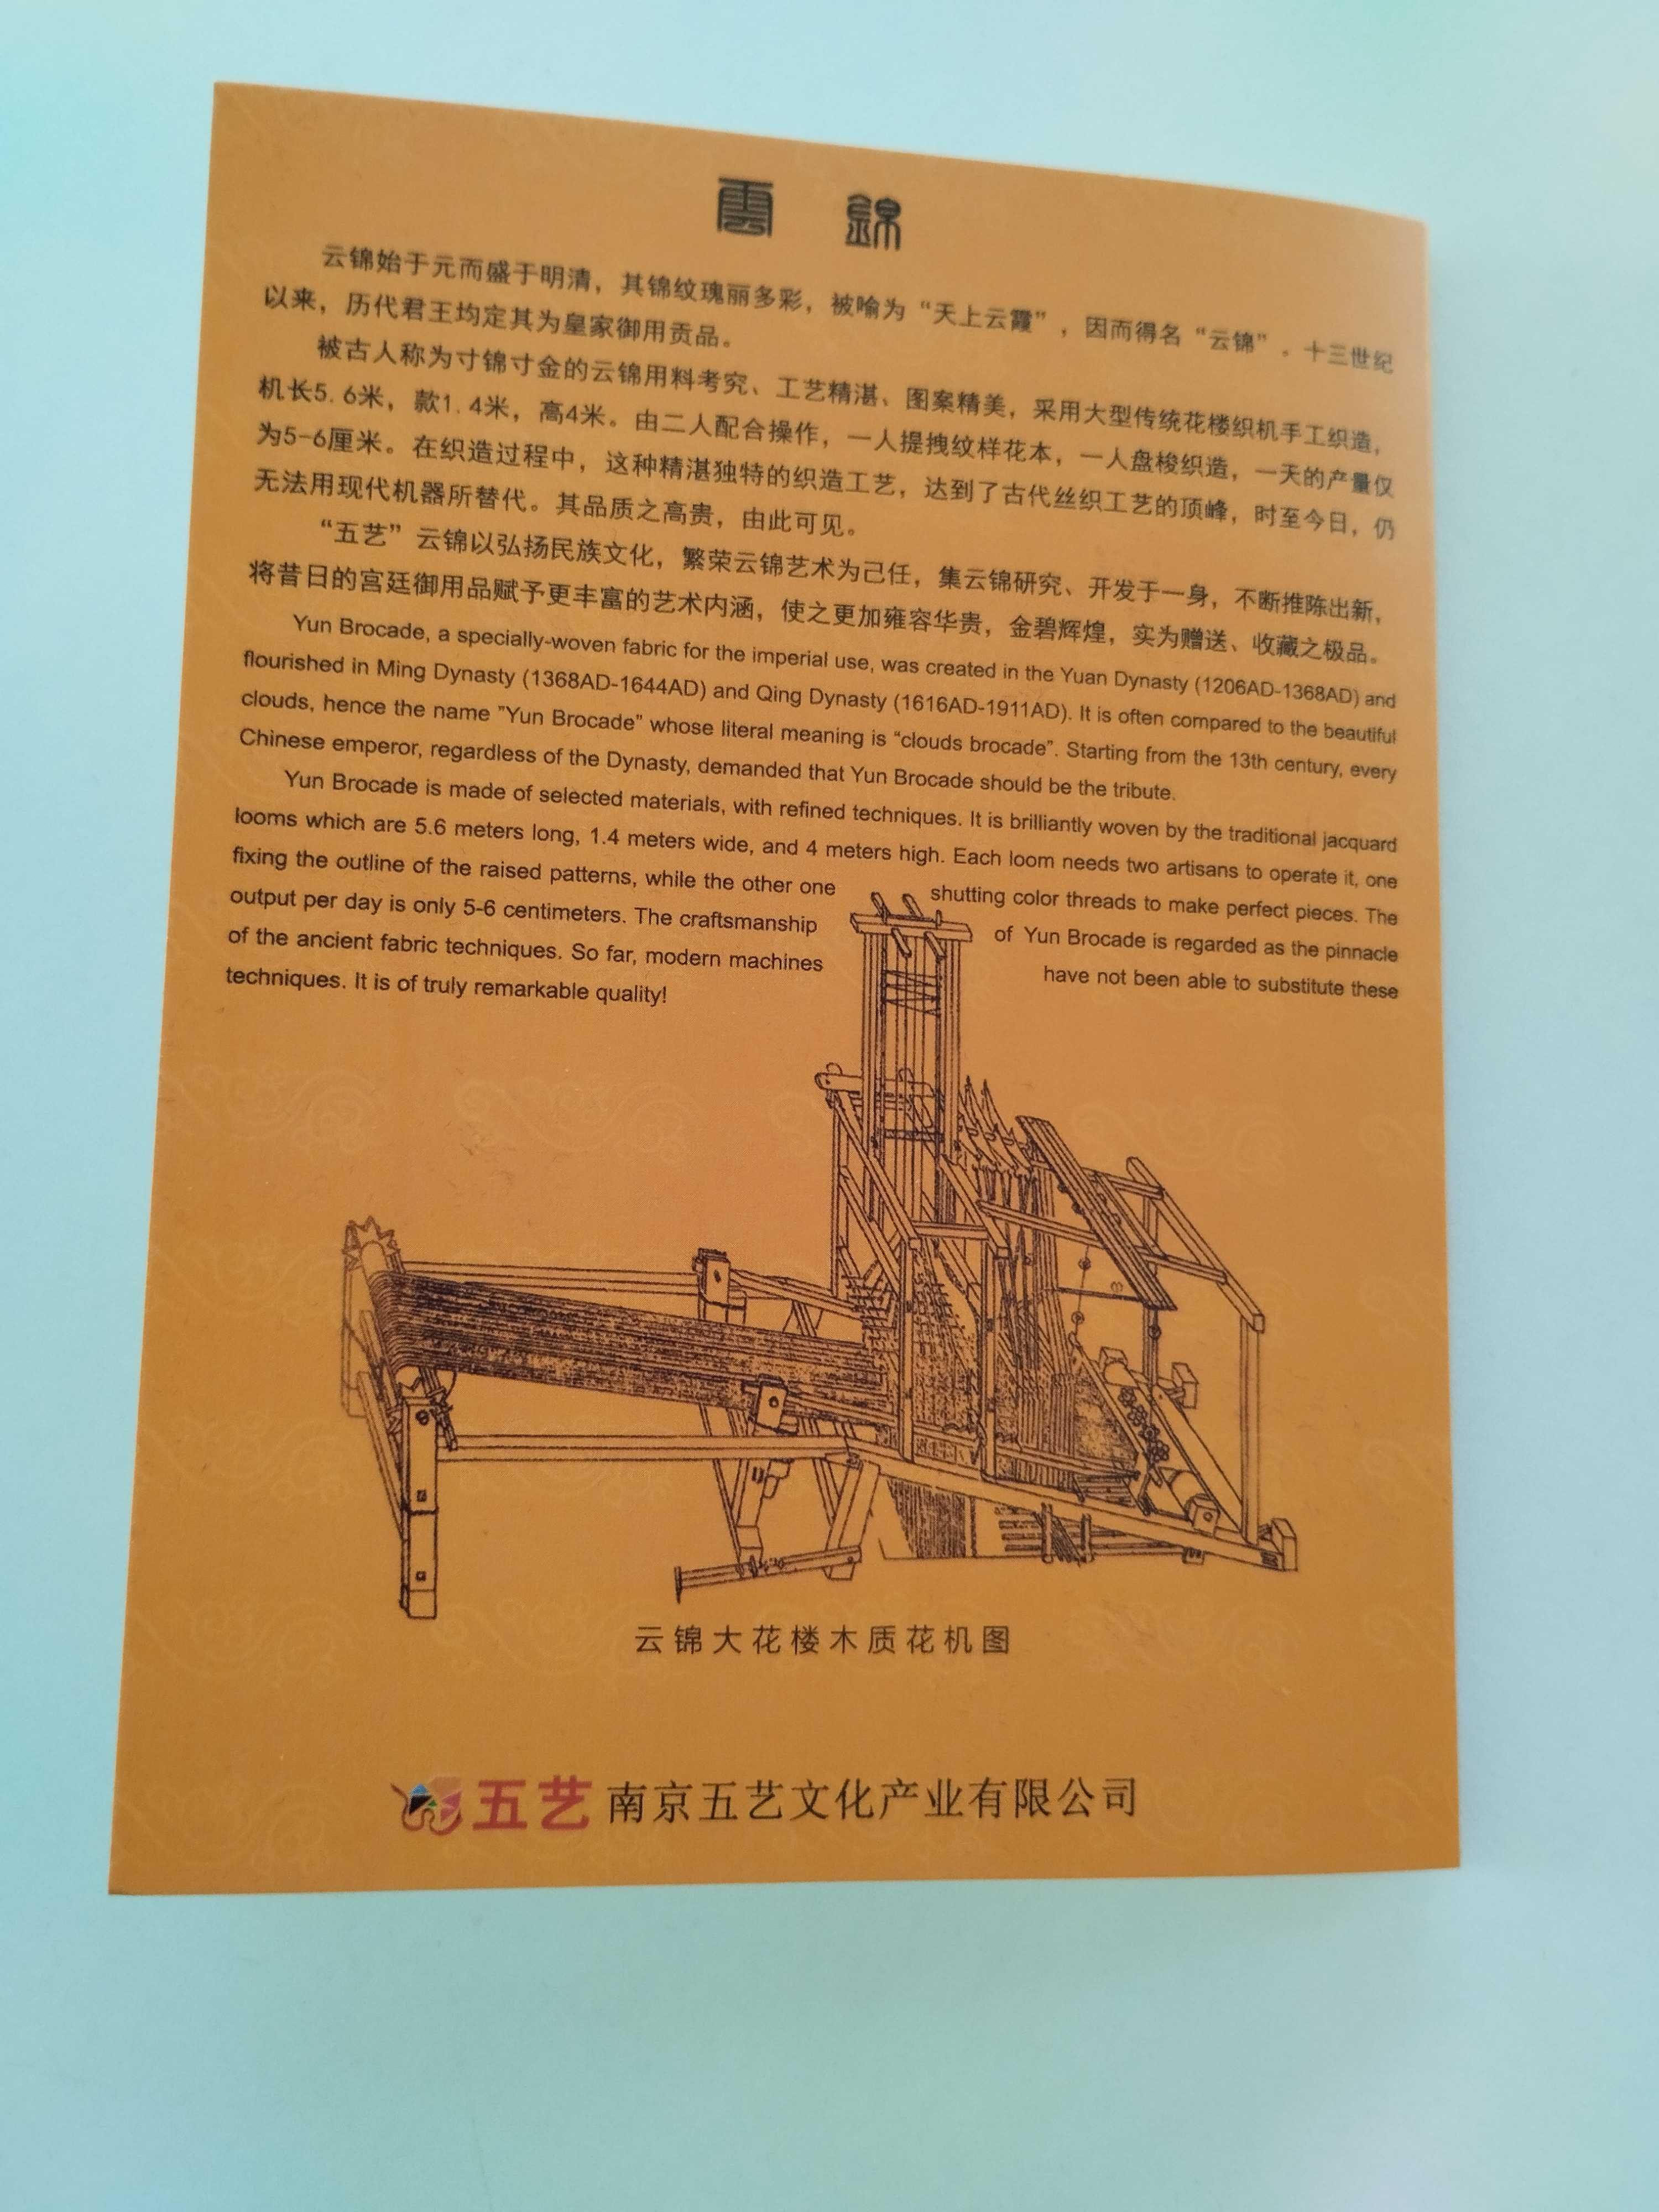 雲錦
云锦始于元而盛于明清，其锦纹瑰丽多彩，被喻为“天上云霞”，因而得名“云锦”。十三世纪
以来，历代君王均定其为皇家御用贡品。
被古人称为寸锦寸金的云锦用料考究、工艺精湛、图案精美，采用大型传统花楼织机手工织造，
机长5.6米，款1.4米，高4米。由二人配合操作，一人提拽纹样花本，一人盘梭织造，一天的产量仅
为5-6厘米。在织造过程中，这种精湛独特的织造工艺，达到了古代丝织工艺的顶峰，时至今日，仍
无法用现代机器所替代。其品质之高贵，由此可见。
“五艺”云锦以弘扬民族文化，繁荣云锦艺术为己任，集云锦研究、开发于一身，不断推陈出新，
将昔日的宫廷御用品赋予更丰富的艺术内涵，使之更加雍容华贵，金碧辉煌，实为赠送、收藏之极品。
Yun Brocade, a specially-woven fabric for the imperial use, was created in the Yuan Dynasty (1206AD-1368AD) and
flourished in Ming Dynasty (1368AD-1644AD) and Qing Dynasty (1616AD-1911AD). It is often compared to the beautiful
clouds, hence the name "Yun Brocade" whose literal meaning is “clouds brocade”. Starting from the 13th century, every
Chinese emperor, regardless of the Dynasty, demanded that Yun Brocade should be the tribute.
Yun Brocade is made of selected materials, with refined techniques. It is brilliantly woven by the traditional jacquard
looms which are 5.6 meters long, 1.4 meters wide, and 4 meters high. Each loom needs two artisans to operate it, one
fixing the outline of the raised patterns, while the other one shutting color threads to make perfect pieces. The
output per day is only 5-6 centimeters. The craftsmanship of Yun Brocade is regarded as the pinnacle
of the ancient fabric techniques. So far, modern machines have not been able to substitute these
techniques. It is of truly remarkable quality!
云锦大花楼木质花机图
五艺 南京五艺文化产业有限公司